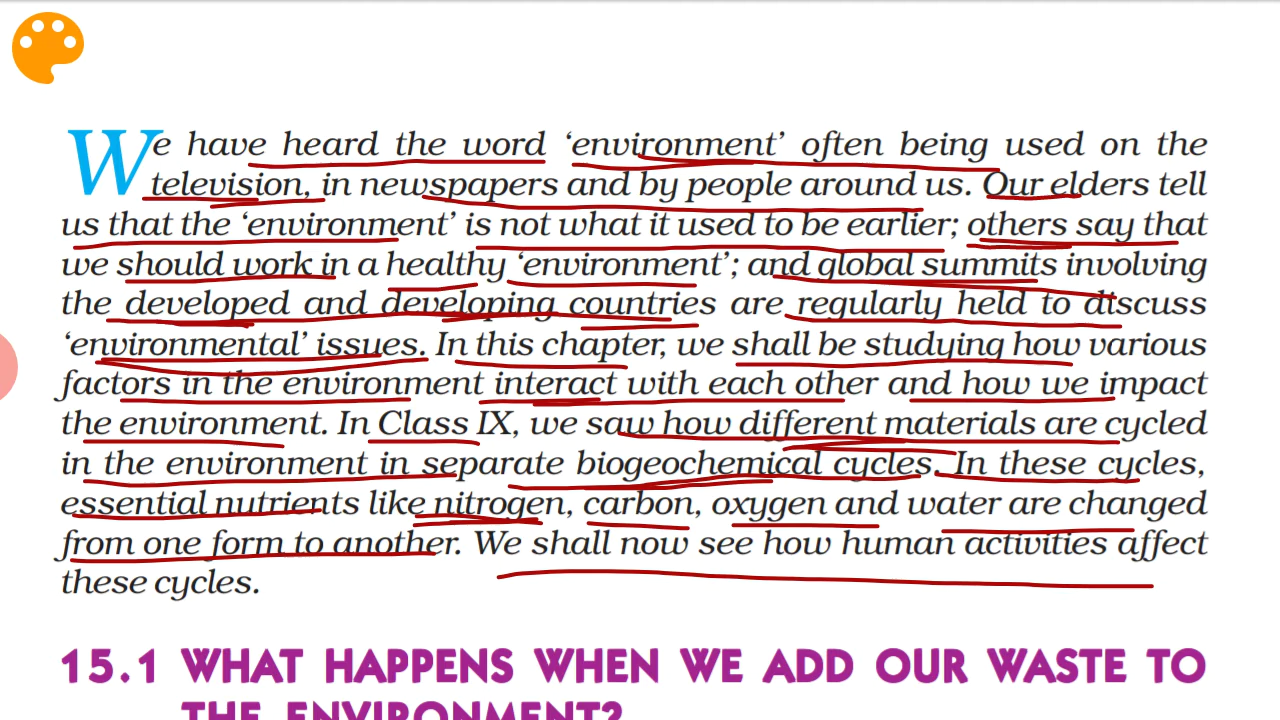 We have heard the word ‘environment’ often being used on the
television, in newspapers and by people around us. Our elders tell
us that the ‘environment’ is not what it used to be earlier; others say that
we should work in a healthy ‘environment’; and global summits involving
the developed and developing countries are regularly held to discuss
‘environmental’ issues. In this chapter, we shall be studying how various
factors in the environment interact with each other and how we impact
the environment. In Class IX, we saw how different materials are cycled
in the environment in separate biogeochemical cycles. In these cycles,
essential nutrients like nitrogen, carbon, oxygen and water are changed
from one form to another. We shall now see how human activities affect
these cycles.
15.1 WHAT HAPPENS WHEN WE ADD OUR WASTE TO
THE ENVIRONMENT?